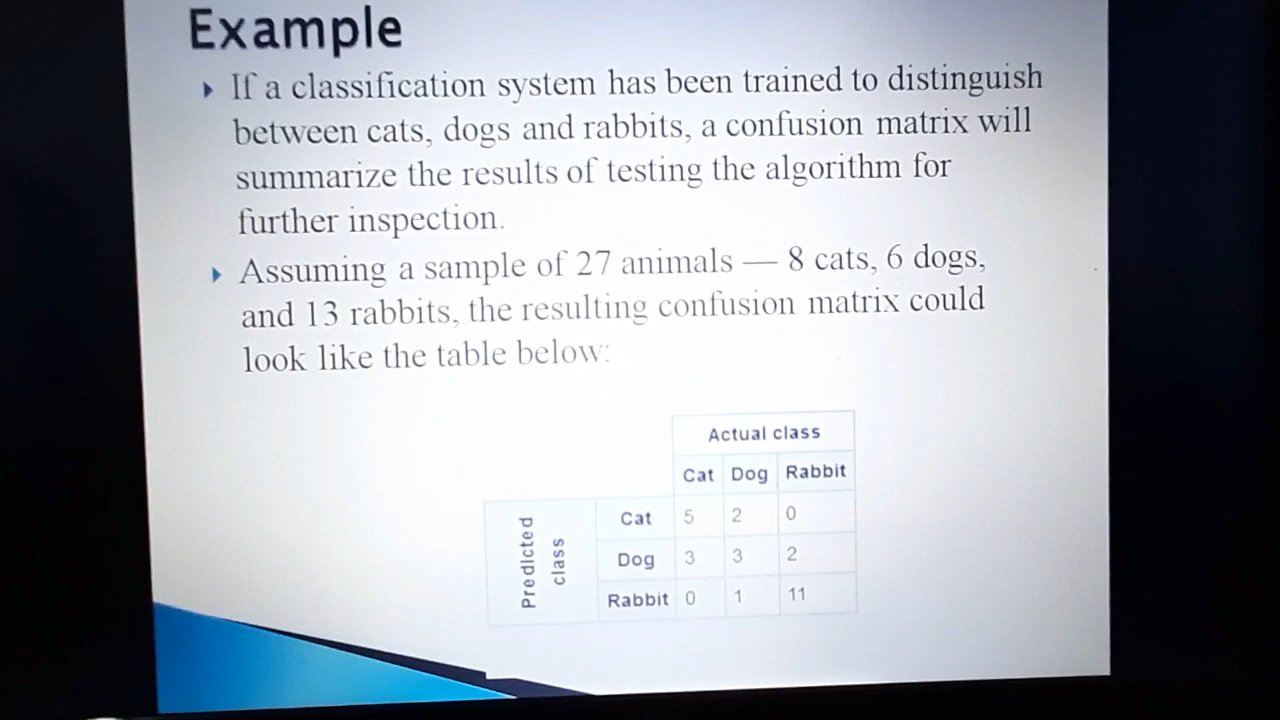 Example
If a classification system has been trained to distinguish
between cats, dogs and rabbits, a confusion matrix will
summarize the results of testing the algorithm for
further inspection.
Assuming a sample of 27 animals — 8 cats, 6 dogs,
and 13 rabbits, the resulting confusion matrix could
look like the table below:
Actual class
Cat Dog Rabbit
Predicted
class
Cat 5 2 0
Dog 3 3 2
Rabbit 0 1 11